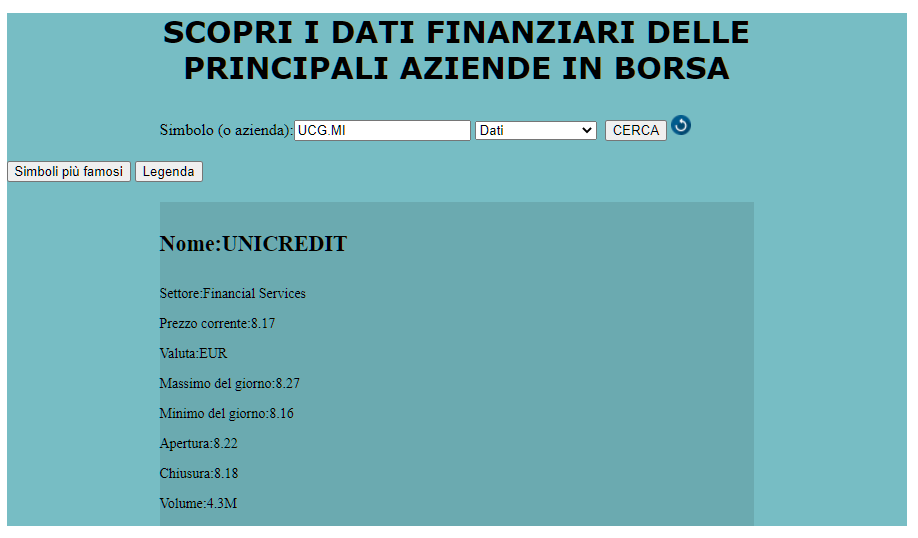 SCOPRI I DATI FINANZIARI DELLE
PRINCIPALI AZIENDE IN BORSA
Simbolo (o azienda): UCG.MI Dati CERCA
Simboli più famosi Legenda
Nome:UNICREDIT
Settore:Financial Services
Prezzo corrente:8.17
Valuta:EUR
Massimo del giorno:8.27
Minimo del giorno:8.16
Apertura:8.22
Chiusura:8.18
Volume:4.3M